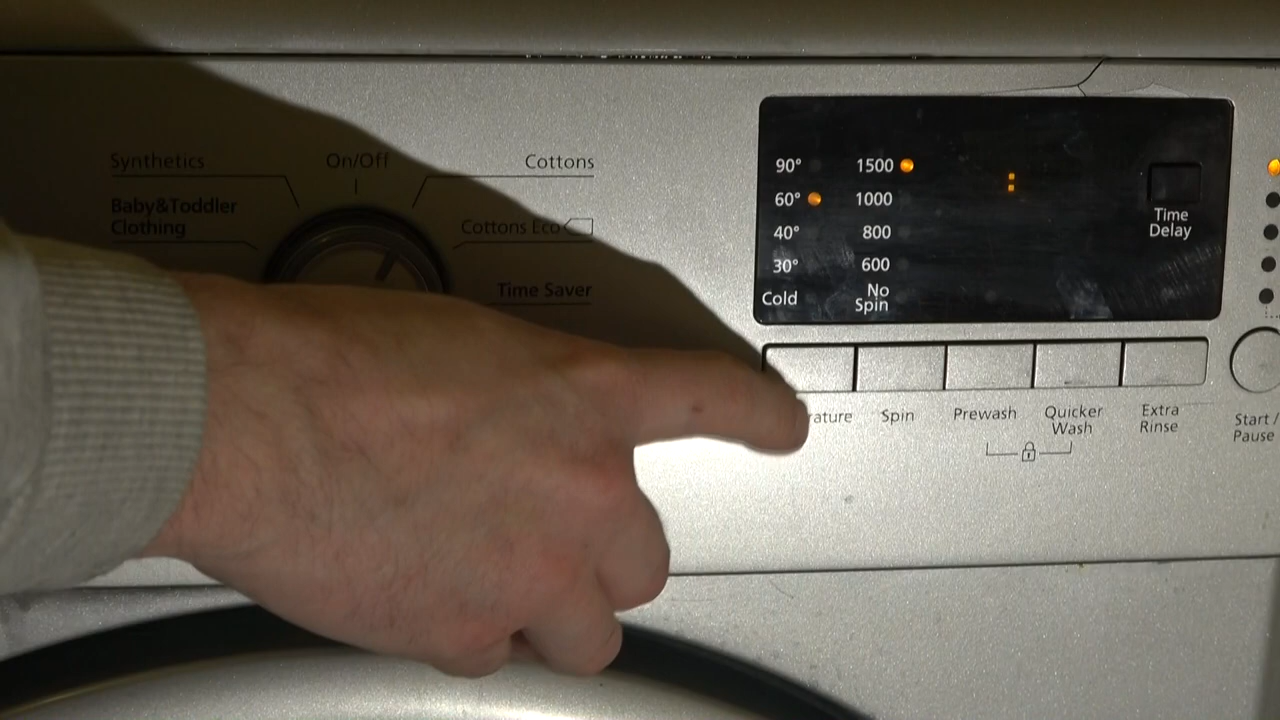 Synthetics
On/Off
Cottons
Baby&Toddler
Clothing
Cottons Eco
Time Saver
90°
1500
60°
1000
40°
800
30°
600
Cold
No
Spin
:
Time
Delay
rature
Spin
Prewash
Quicker
Wash
Extra
Rinse
Start /
Pause